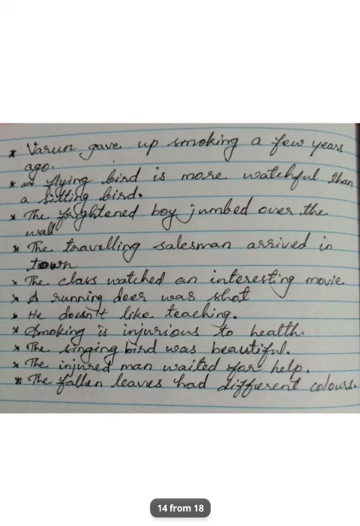 * Varun gave up smoking a few years
ago.
* flying bird is more watchful than
a sitting bird.
* The frightened boy jumbed over the
wall
* The travelling salesman arrived in
town
* The class watched an interesting movie
* A running deer was shot
* He doesn't like teaching.
* Smoking is injurious to health.
* The singing bird was beautiful.
* The injured man waited for help.
* The fallen leaves had different colours.
14 from 18